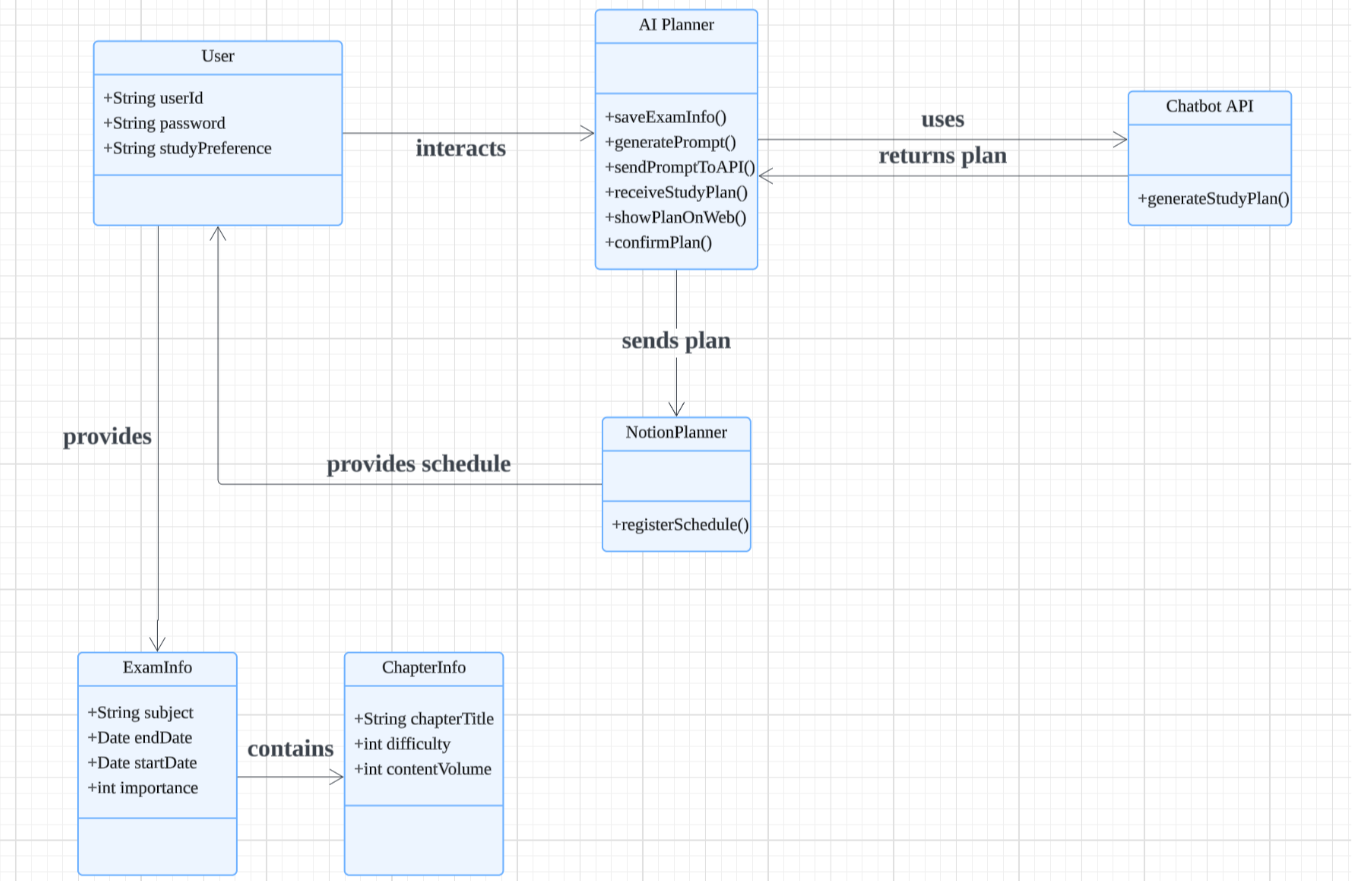 User
+String userId
+String password
+String studyPreference
interacts
AI Planner
+saveExamInfo()
+generatePrompt()
+sendPromptToAPI()
+receiveStudyPlan()
+showPlanOnWeb()
+confirmPlan()
uses
returns plan
Chatbot API
+generateStudyPlan()
sends plan
provides
provides schedule
NotionPlanner
+registerSchedule()
ExamInfo
+String subject
+Date endDate
+Date startDate
+int importance
contains
ChapterInfo
+String chapterTitle
+int difficulty
+int contentVolume